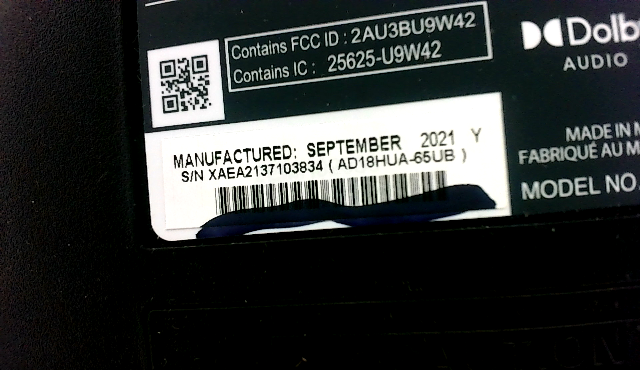 Contains FCC ID : 2AU3BU9W42
Contains IC : 25625-U9W42
Dolb
AUDIO
MANUFACTURED: SEPTEMBER 2021 Y
S/N XAEA2137103834 ( AD18HUA-65UB )
MADE IN M
FABRIQUÉ AU M
MODEL NO.